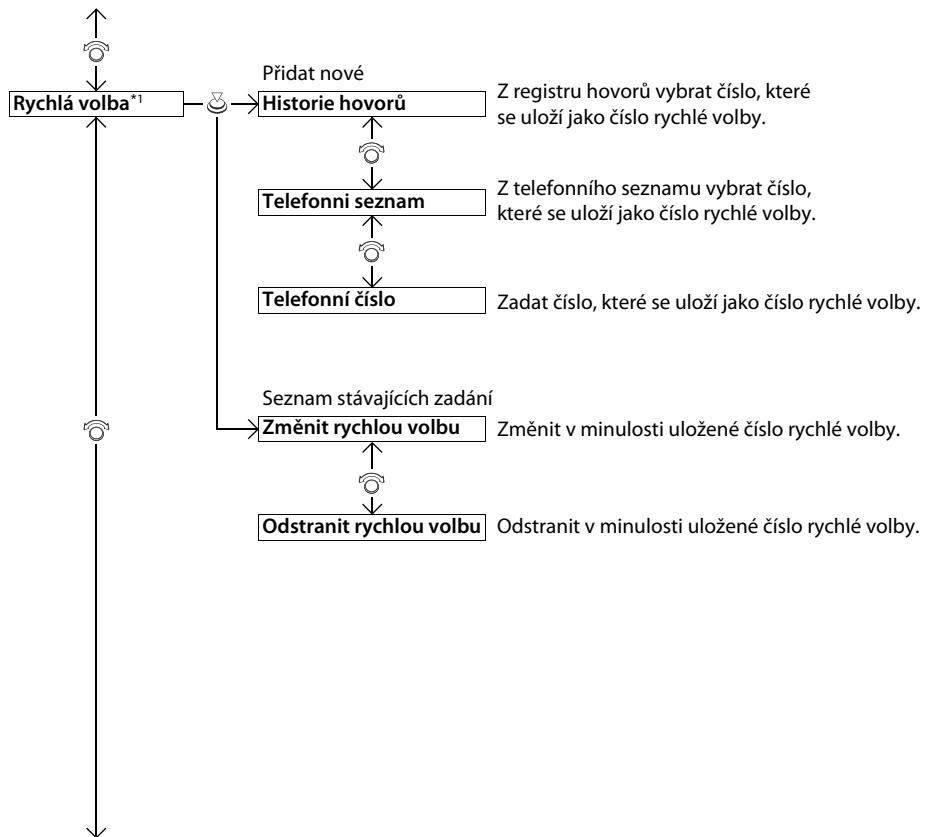 Přidat nové
Rychlá volba*1
Historie hovorů
Z registru hovorů vybrat číslo, které
se uloží jako číslo rychlé volby.
Telefonni seznam
Z telefonního seznamu vybrat číslo,
které se uloží jako číslo rychlé volby.
Telefonní číslo
Zadat číslo, které se uloží jako číslo rychlé volby.
Seznam stávajících zadání
Změnit rychlou volbu
Změnit v minulosti uložené číslo rychlé volby.
Odstranit rychlou volbu
Odstranit v minulosti uložené číslo rychlé volby.